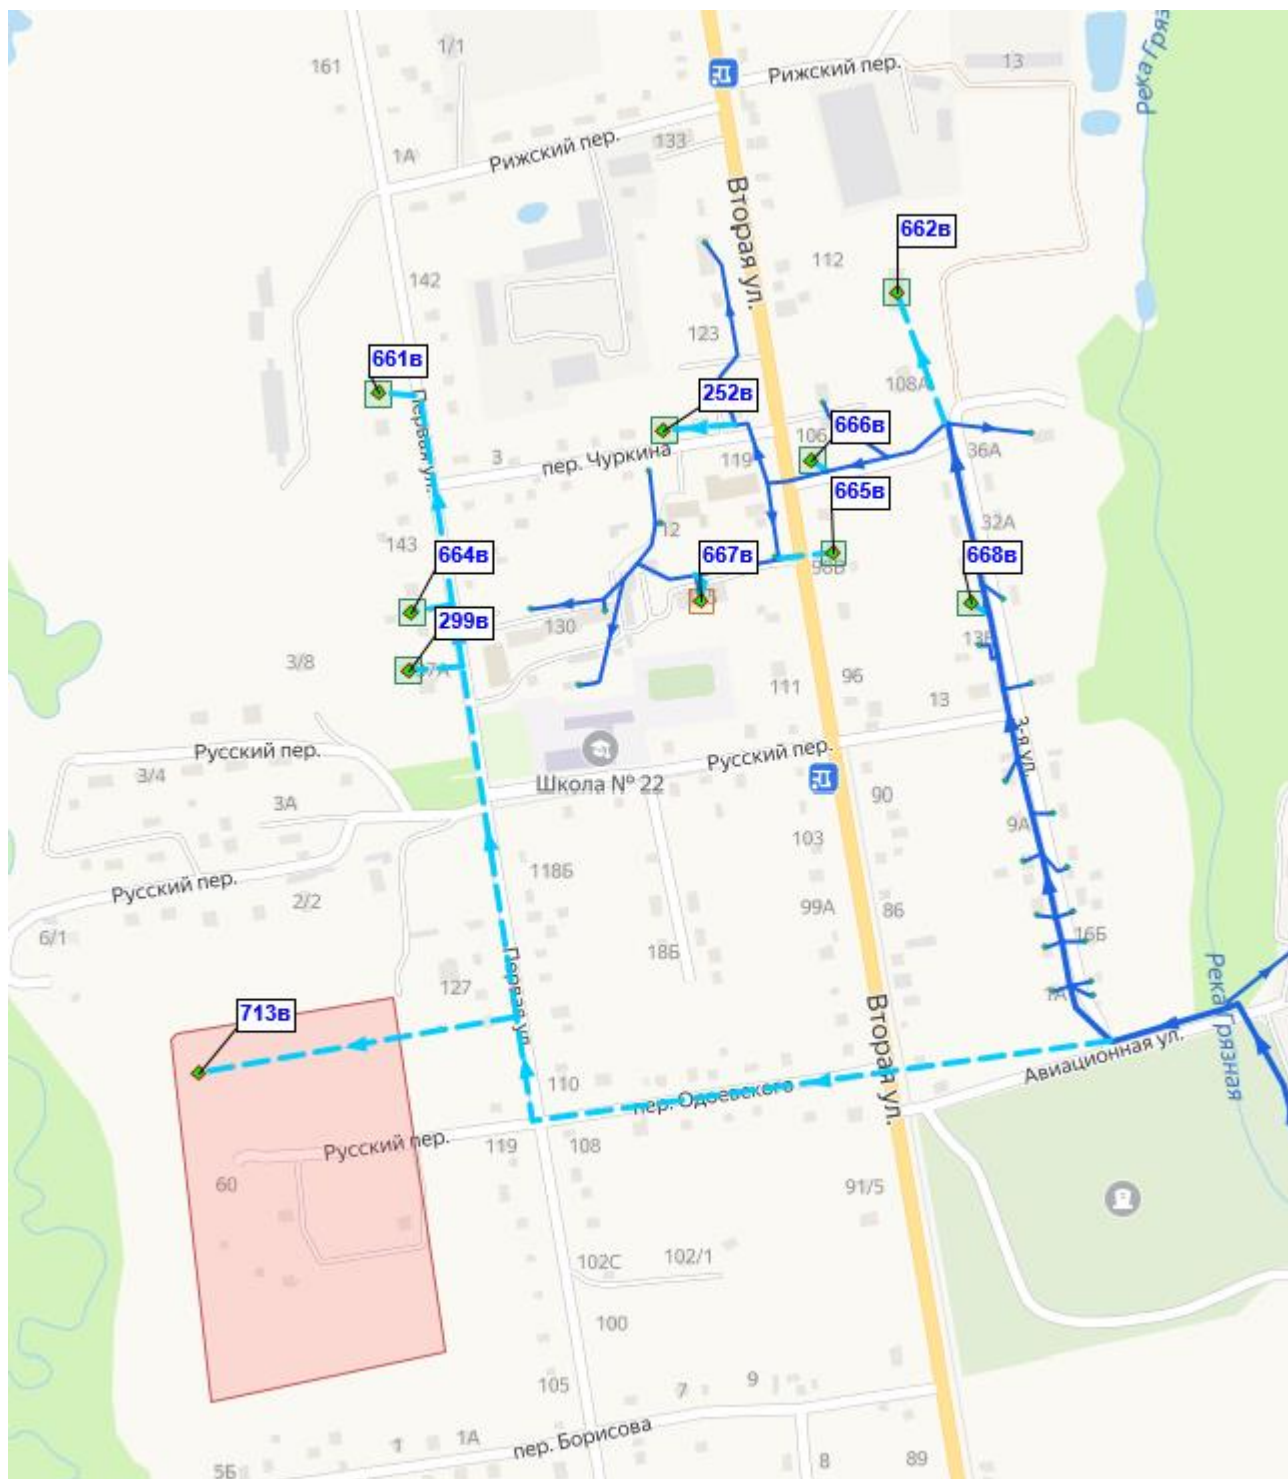 161
1/1
Рижский пер.
13
Река Грязная
1А
Рижский пер.
133
Вторая ул.
662в
112
142
123
661в
108А
252в
Первая ул.
106
666в
3
пер. Чуркина
119
36А
665в
32А
143
12
664в
667в
98Б
668в
299в
130
13Б
3/8
7А
111
96
13
3-я ул.
Русский пер.
Русский пер.
3/4
Школа № 22
90
3А
103
9А
118Б
Русский пер.
2/2
99А
86
6/1
18Б
16Б
Первая ул.
127
1А
713в
Вторая ул.
Река Грязная
Авиационная ул.
110
пер. Одоевского
Русский пер.
119
108
60
91/5
102С
102/1
100
105
7
9
1
1А
пер. Борисова
5Б
8
89